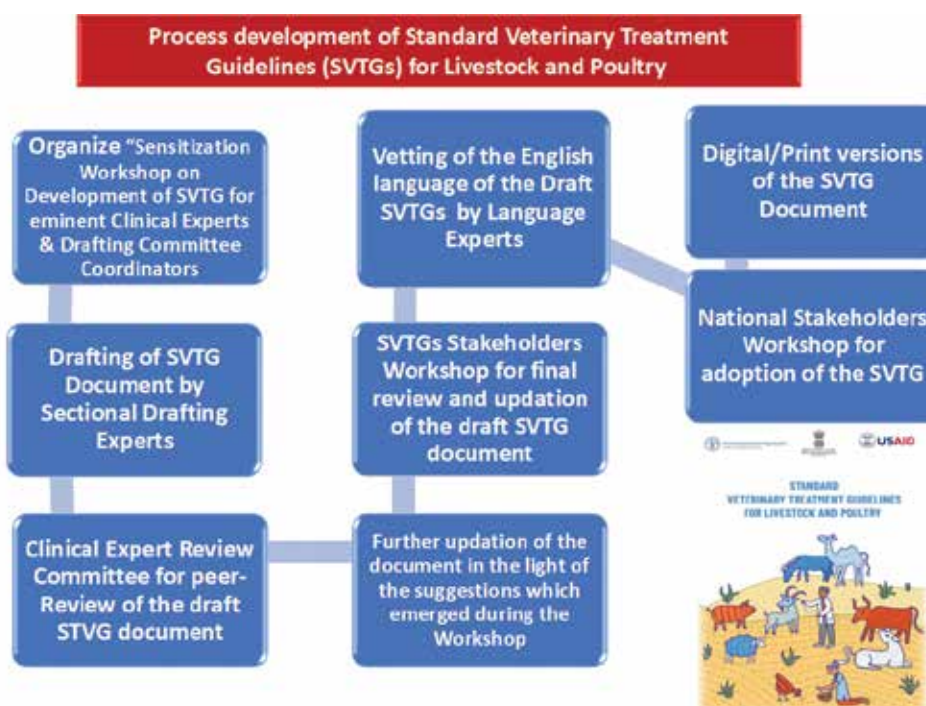 Process development of Standard Veterinary Treatment
Guidelines (SVTGs) for Livestock and Poultry
Organize "Sensitization
Workshop on
Development of SVTG for
eminent Clinical Experts
& Drafting Committee
Coordinators
Drafting of SVTG
Document by
Sectional Drafting
Experts
Clinical Expert Review
Committee for peer-
Review of the draft
STVG document
Further updation of the
document in the light of
the suggestions which
emerged during the
Workshop
SVTGs Stakeholders
Workshop for final
review and updation
of the draft SVTG
document
Vetting of the English
language of the Draft
SVTGs by Language
Experts
National Stakeholders
Workshop for
adoption of the SVTG
Digital/Print versions
of the SVTG
Document
USAID
STANDARD
VETERINARY TREATMENT GUIDELINES
FOR LIVESTOCK AND POULTRY